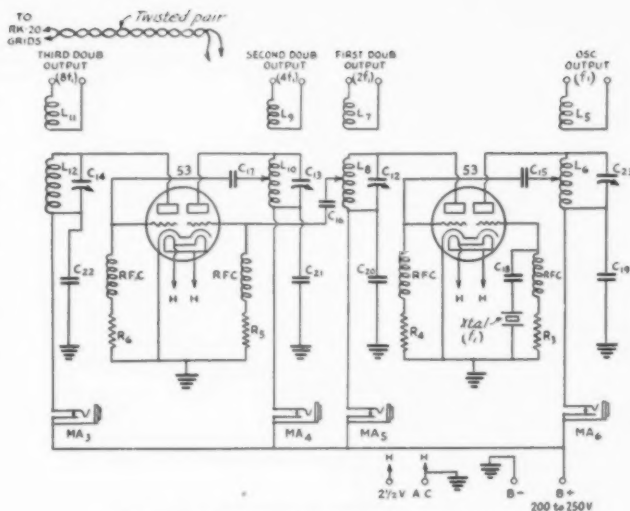 TO
RK-20
GRIDS
Twisted pair
THIRD DOUB
OUTPUT
(8f₁)
SECOND DOUB
OUTPUT
(4f₁)
FIRST DOUB
OUTPUT
(2f₁)
OSC
OUTPUT
(f₁)
L₁₁
L₉
L₇
L₅
L₁₂ C₁₄ 53 C₁₇ L₁₀ C₁₃ L₈ C₁₂ 53 C₁₅ L₆
C₁₆
C₂₂ RFC H H RFC C₂₁ C₂₀ RFC H H C₁₈ RFC C₁₉
R₆ R₅ R₄ Xtal R₃
(f₁)
MA₃ MA₄ MA₅ MA₆
H H
2½ V AC B- B+
200 to 250V